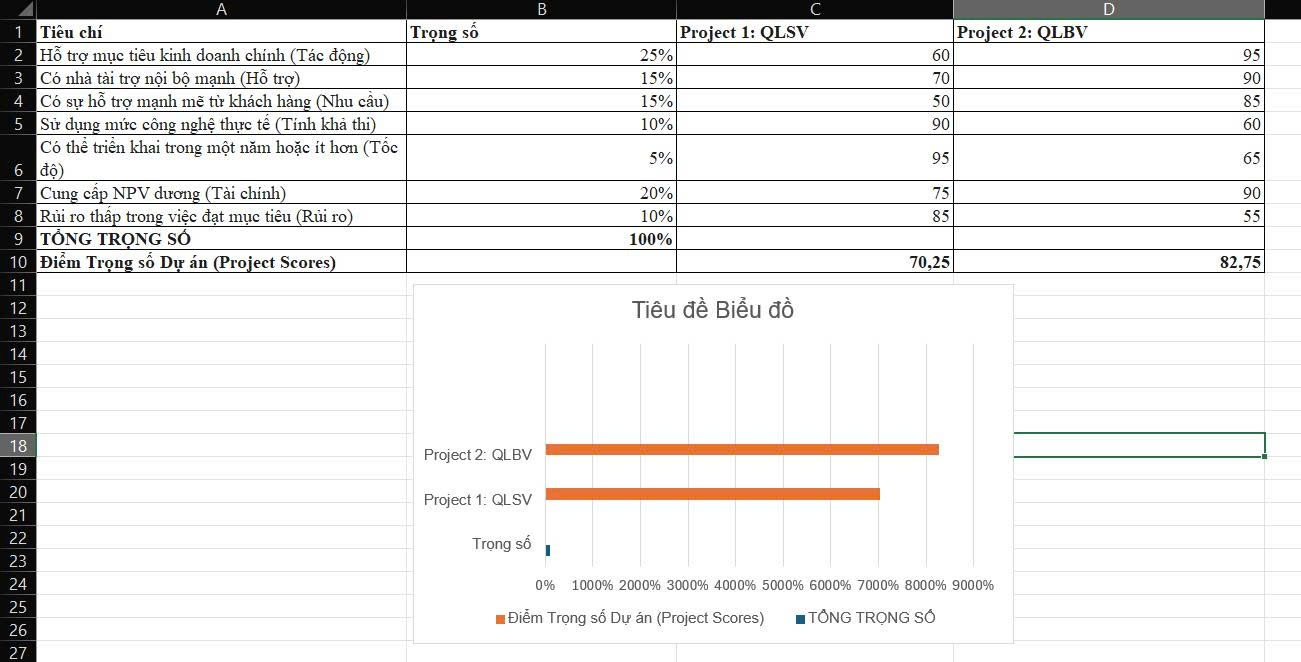 A B C D
1 Tiêu chí Trọng số Project 1: QLSV Project 2: QLBV
2 Hỗ trợ mục tiêu kinh doanh chính (Tác động) 25% 60 95
3 Có nhà tài trợ nội bộ mạnh (Hỗ trợ) 15% 70 90
4 Có sự hỗ trợ mạnh mẽ từ khách hàng (Nhu cầu) 15% 50 85
5 Sử dụng mức công nghệ thực tế (Tính khả thi) 10% 90 60
Có thể triển khai trong một năm hoặc ít hơn (Tốc
6 độ) 5% 95 65
7 Cung cấp NPV dương (Tài chính) 20% 75 90
8 Rủi ro thấp trong việc đạt mục tiêu (Rủi ro) 10% 85 55
9 TỔNG TRỌNG SỐ 100%
10 Điểm Trọng số Dự án (Project Scores) 70,25 82,75
11
12 Tiêu đề Biểu đồ
13
14
15
16
17
18 Project 2: QLBV
19
20 Project 1: QLSV
21
22 Trọng số
23
24 0% 1000% 2000% 3000% 4000% 5000% 6000% 7000% 8000% 9000%
25 Điểm Trọng số Dự án (Project Scores) TỔNG TRỌNG SỐ
26
27